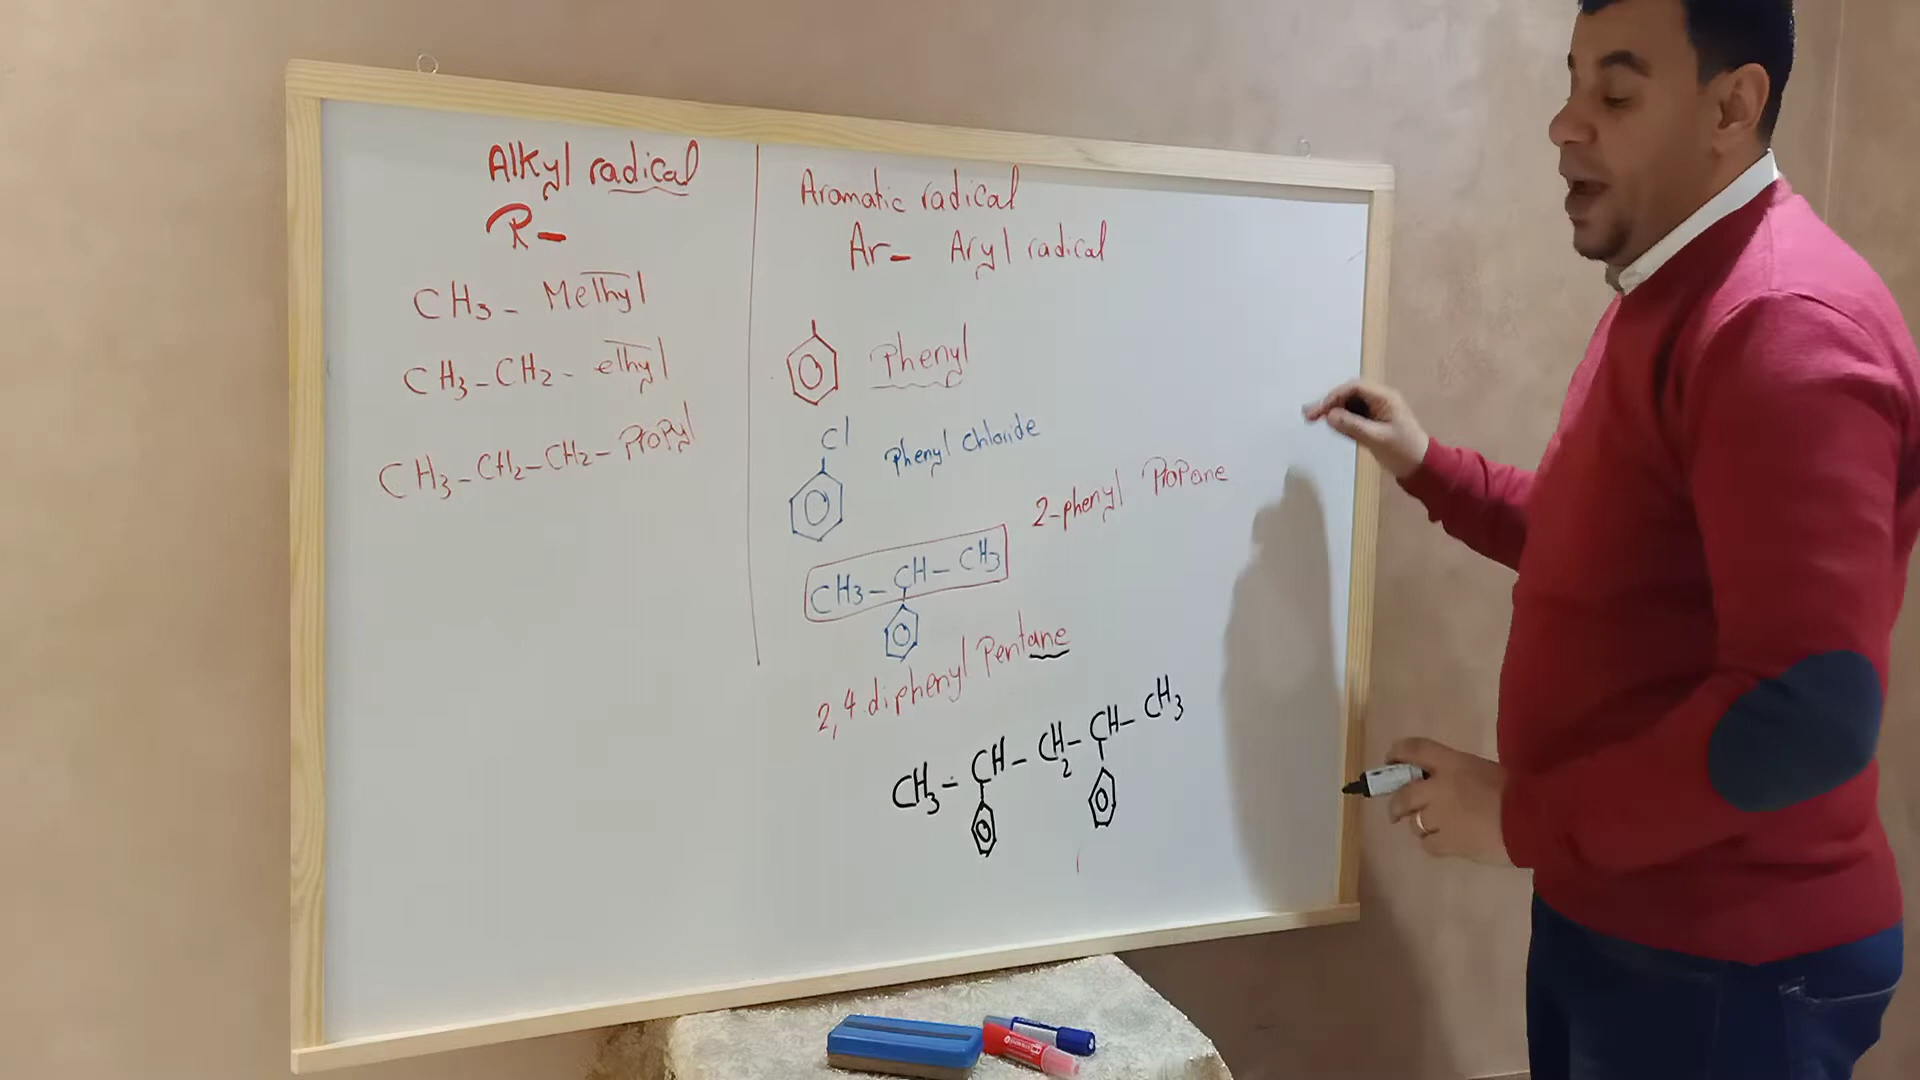 Alkyl radical
R-
CH3 - Methyl
CH3-CH2- ethyl
CH3-CH2-CH2- Propyl
Aromatic radical
Ar- Aryl radical
Phenyl
Cl
Phenyl Chloride
2-phenyl Propane
CH3-CH-CH3
2,4.diphenyl Pentane
CH3-CH-CH2-CH-CH3